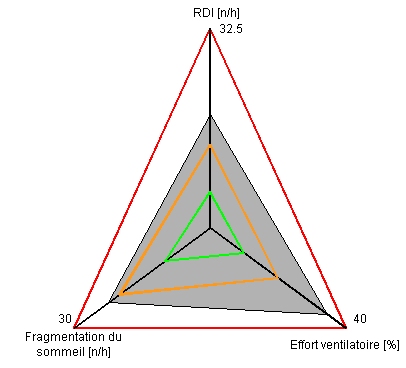 RDI [n/h]
32.5
30
40
Fragmentation du
sommeil [n/h]
Effort ventilatoire [%]